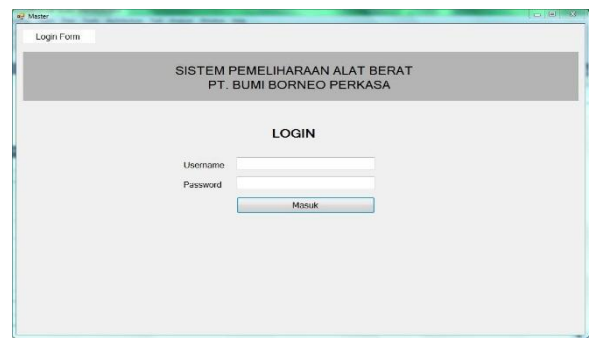 Master
Login Form
SISTEM PEMELIHARAAN ALAT BERAT
PT. BUMI BORNEO PERKASA
LOGIN
Username
Password
Masuk